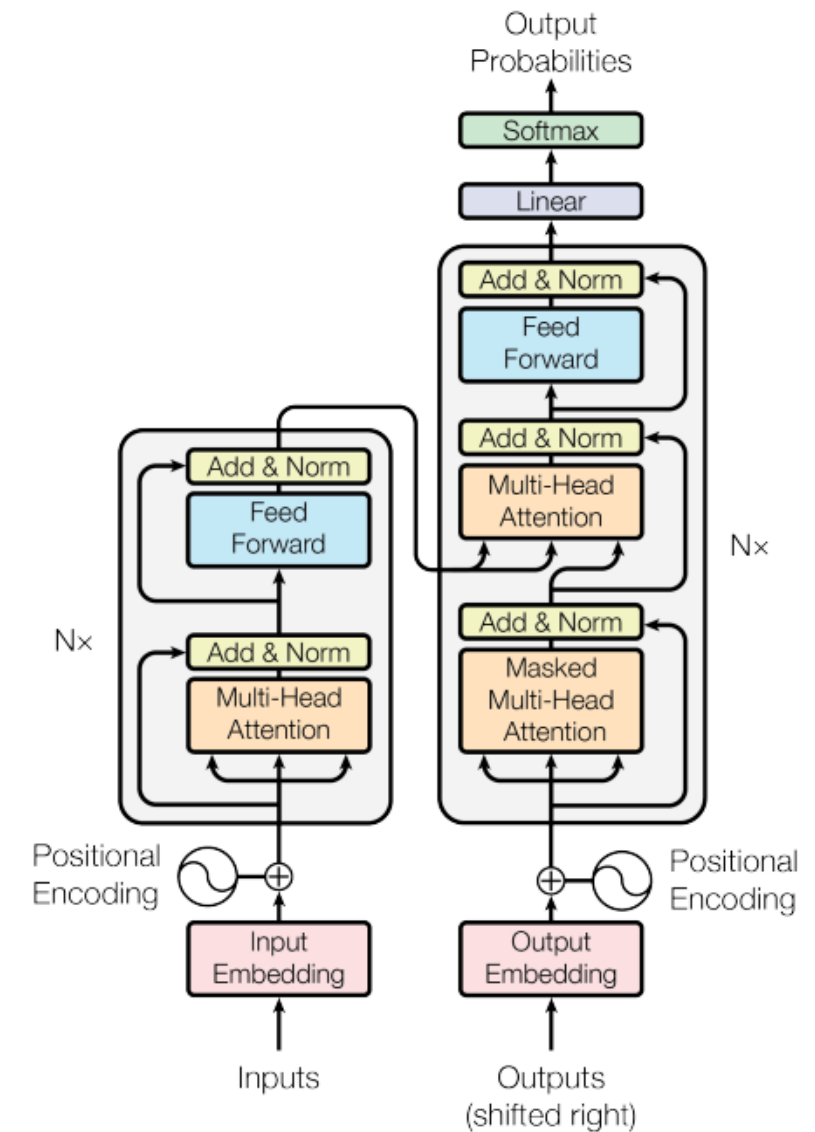 Output
Probabilities
Softmax
Linear
Add & Norm
Feed
Forward
Add & Norm
Multi-Head
Attention
Nx
Add & Norm
Masked
Multi-Head
Attention
Add & Norm
Feed
Forward
Nx
Add & Norm
Multi-Head
Attention
Positional
Encoding
Positional
Encoding
Input
Embedding
Output
Embedding
Inputs
Outputs
(shifted right)